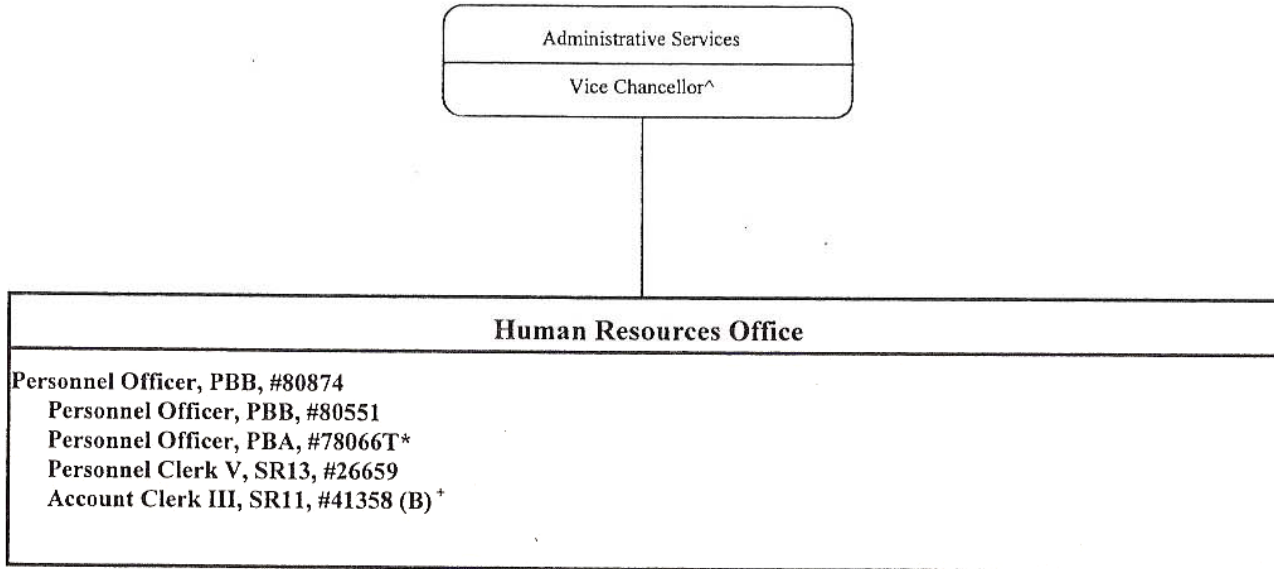 Administrative Services
Vice Chancellor^
Human Resources Office
Personnel Officer, PBB, #80874
Personnel Officer, PBB, #80551
Personnel Officer, PBA, #78066T*
Personnel Clerk V, SR13, #26659
Account Clerk III, SR11, #41358 (B) +